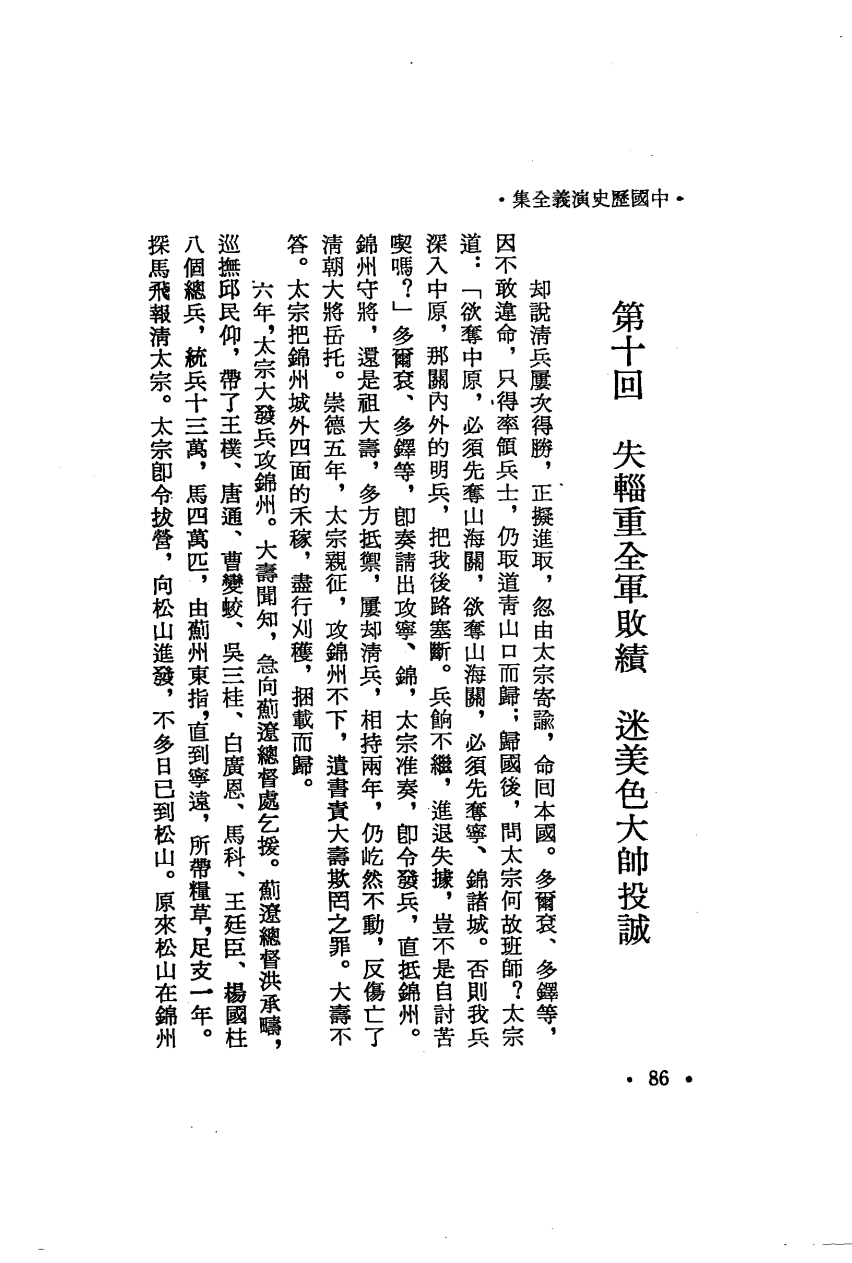 •中國歷史演義全集•
第十回　失輜重全軍敗績　迷美色大帥投誠
却說清兵屢次得勝，正擬進取，忽由太宗寄諭，命回本國。多爾袞、多鐸等，
因不敢違命，只得率領兵士，仍取道青山口而歸；歸國後，問太宗何故班師？太宗
道：「欲奪中原，必須先奪山海關，欲奪山海關，必須先奪寧、錦諸城。否則我兵
深入中原，那關內外的明兵，把我後路塞斷。兵餉不繼，進退失據，豈不是自討苦
喫嗎？」多爾袞、多鐸等，卽奏請出攻寧、錦，太宗准奏，卽令發兵，直抵錦州。
錦州守將，還是祖大壽，多方抵禦，屢却清兵，相持兩年，仍屹然不動，反傷亡了
清朝大將岳托。崇德五年，太宗親征，攻錦州不下，遺書責大壽欺罔之罪。大壽不
答。太宗把錦州城外四面的禾稼，盡行刈穫，捆載而歸。
六年，太宗大發兵攻錦州。大壽聞知，急向薊遼總督處乞援。薊遼總督洪承疇，
巡撫邱民仰，帶了王樸、唐通、曹變蛟、吳三桂、白廣恩、馬科、王廷臣、楊國柱
八個總兵，統兵十三萬，馬四萬匹，由薊州東指，直到寧遠，所帶糧草，足支一年。
探馬飛報清太宗。太宗卽令拔營，向松山進發，不多日已到松山。原來松山在錦州
•86•